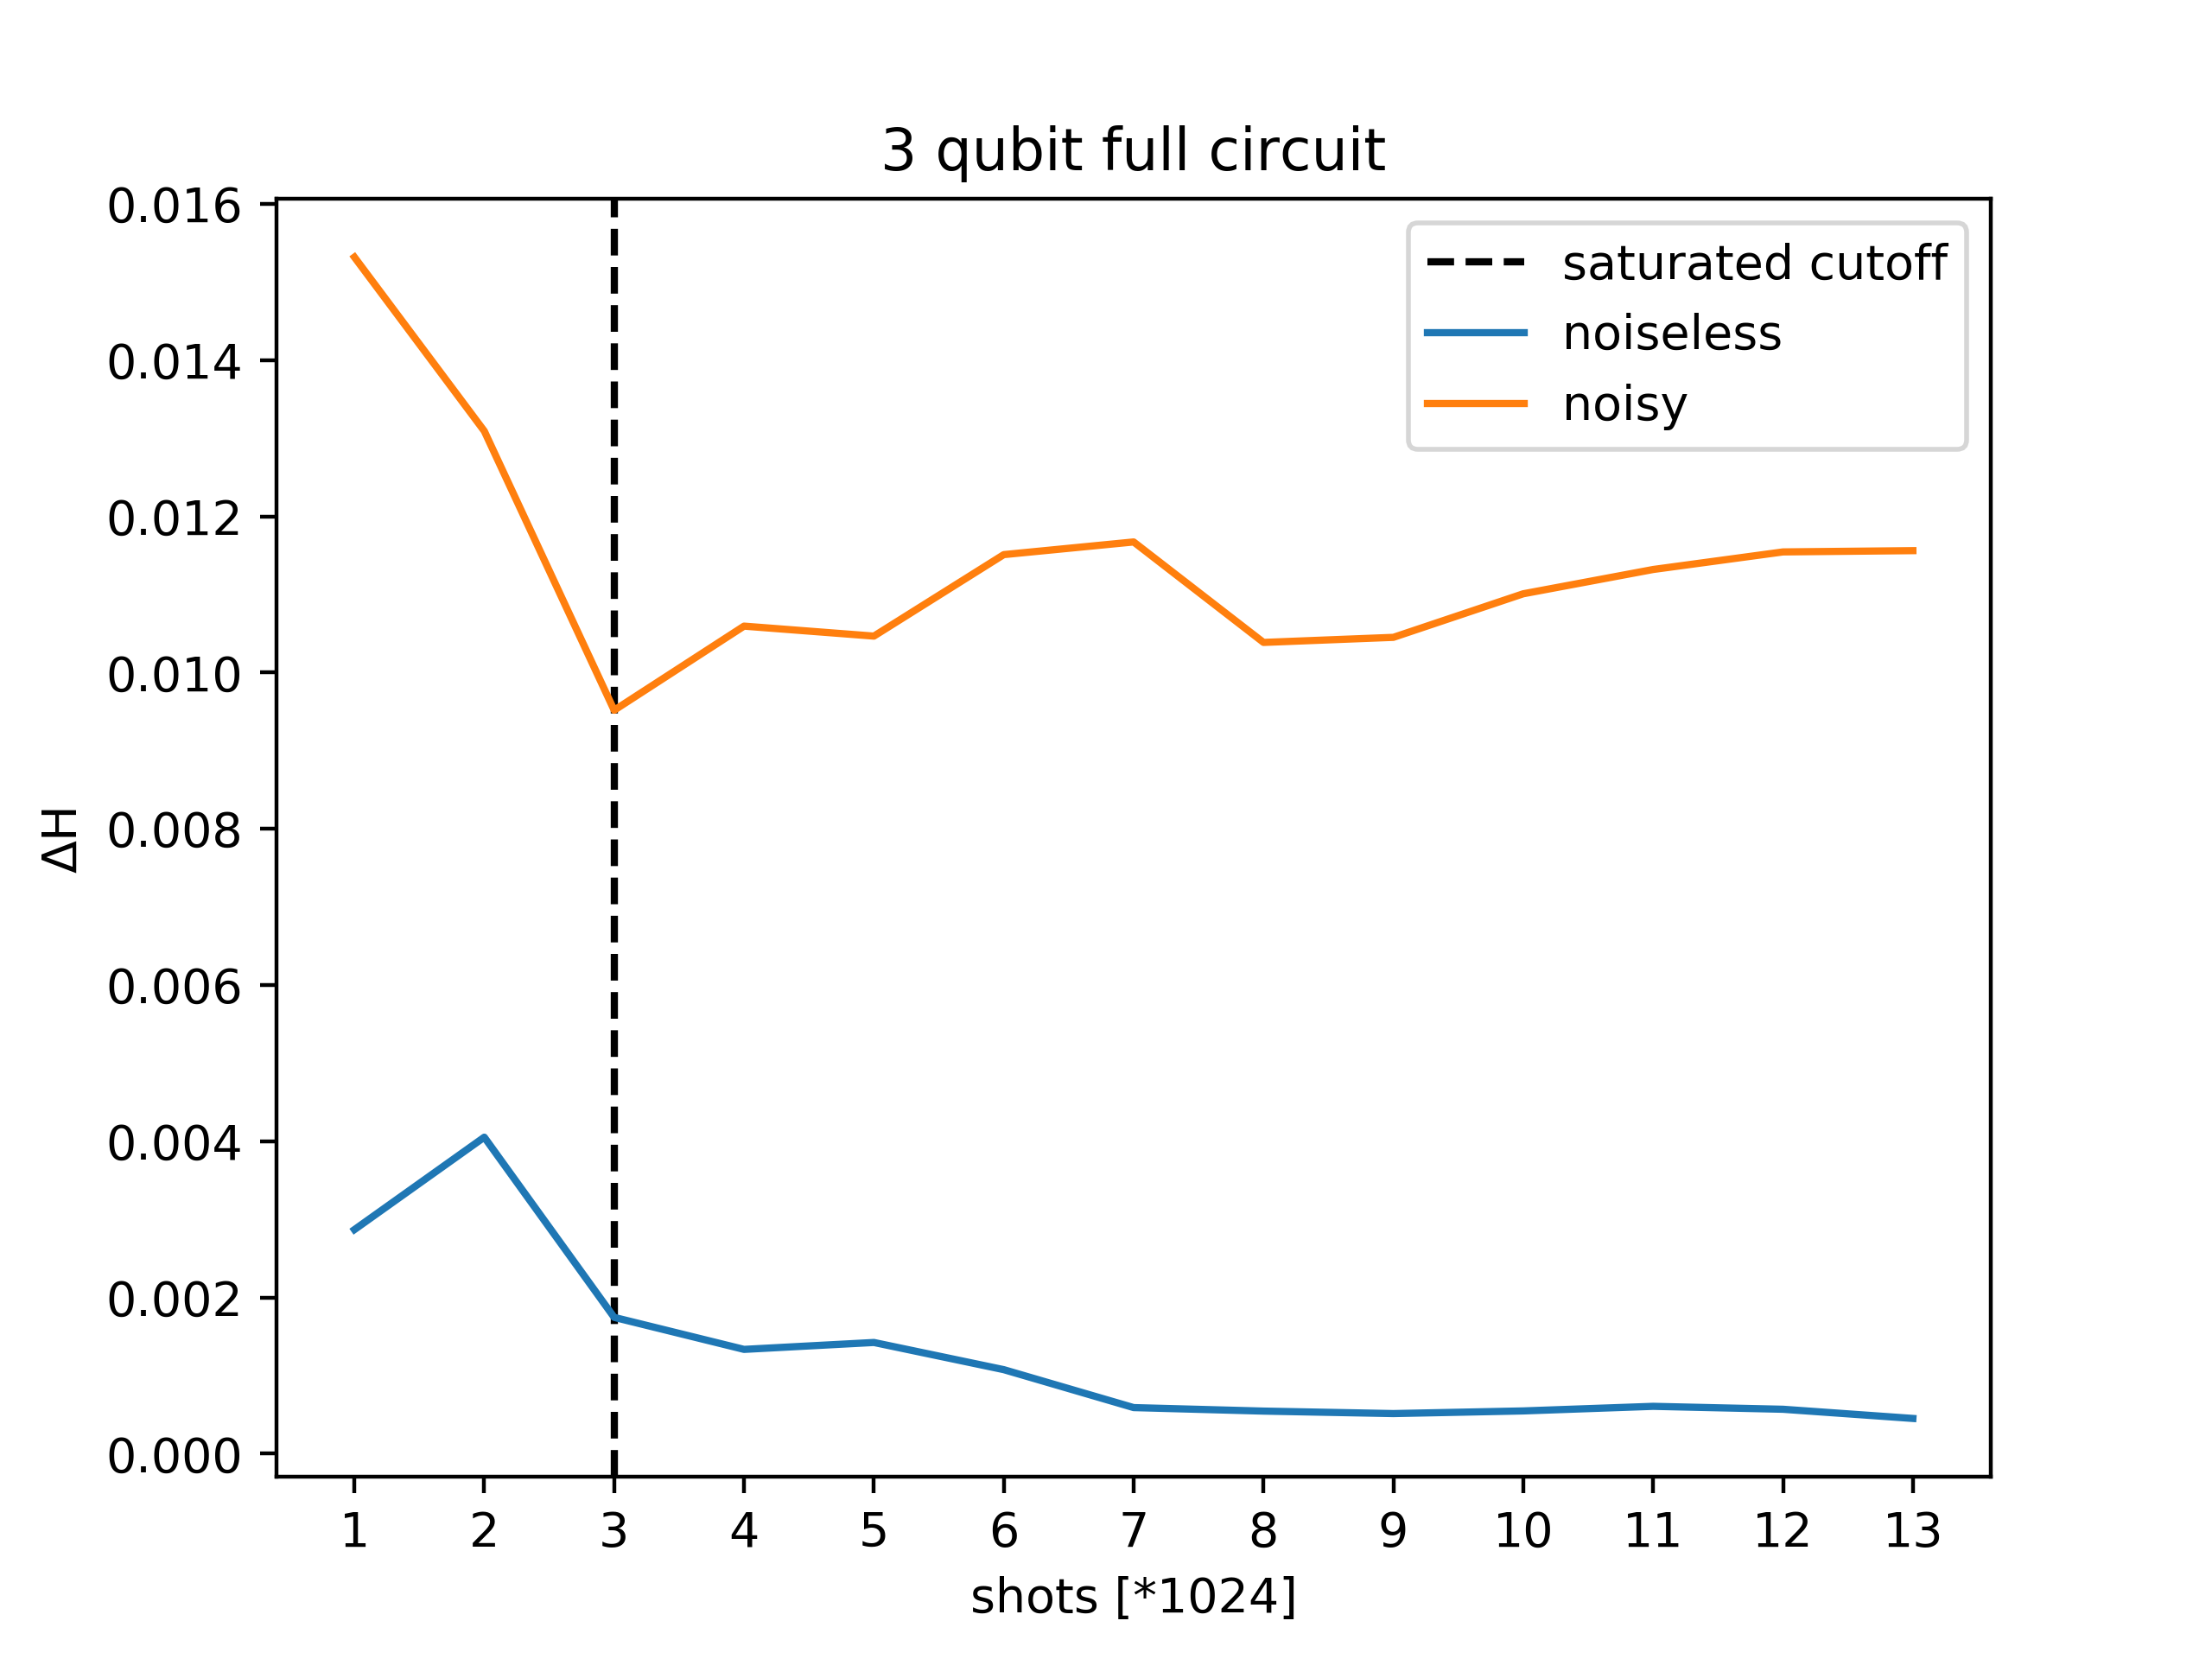 3 qubit full circuit
saturated cutoff
noiseless
noisy
0.016
0.014
0.012
0.010
0.008
0.006
0.004
0.002
0.000
ΔH
1 2 3 4 5 6 7 8 9 10 11 12 13
shots [*1024]